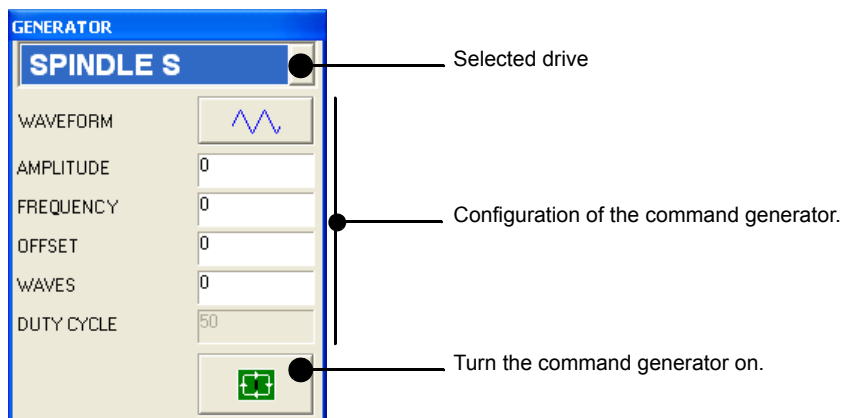 GENERATOR
SPINDLE S
Selected drive
WAVEFORM
AMPLITUDE 0
FREQUENCY 0
Configuration of the command generator.
OFFSET 0
WAVES 0
DUTY CYCLE 50
Turn the command generator on.